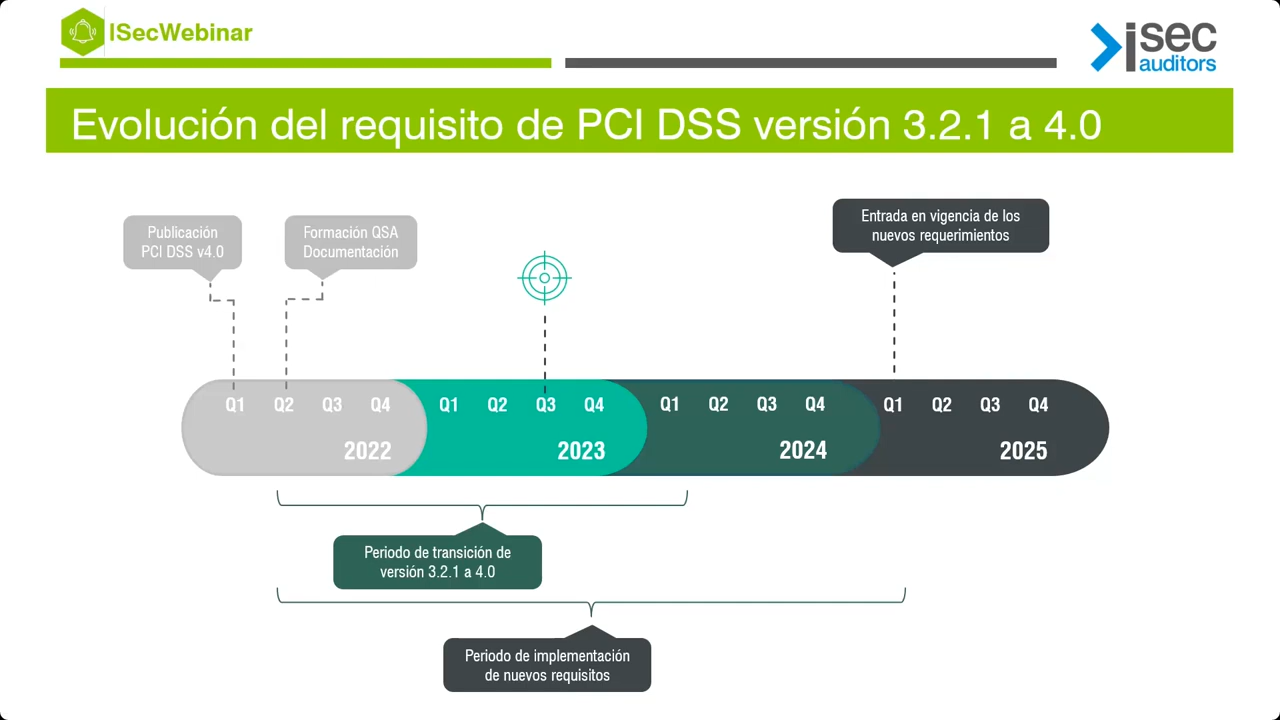 ISecWebinar
isec
auditors
Evolución del requisito de PCI DSS versión 3.2.1 a 4.0
Publicación
PCI DSS v4.0
Formación QSA
Documentación
Entrada en vigencia de los
nuevos requerimientos
Q1 Q2 Q3 Q4 Q1 Q2 Q3 Q4 Q1 Q2 Q3 Q4 Q1 Q2 Q3 Q4
2022 2023 2024 2025
Periodo de transición de
versión 3.2.1 a 4.0
Periodo de implementación
de nuevos requisitos